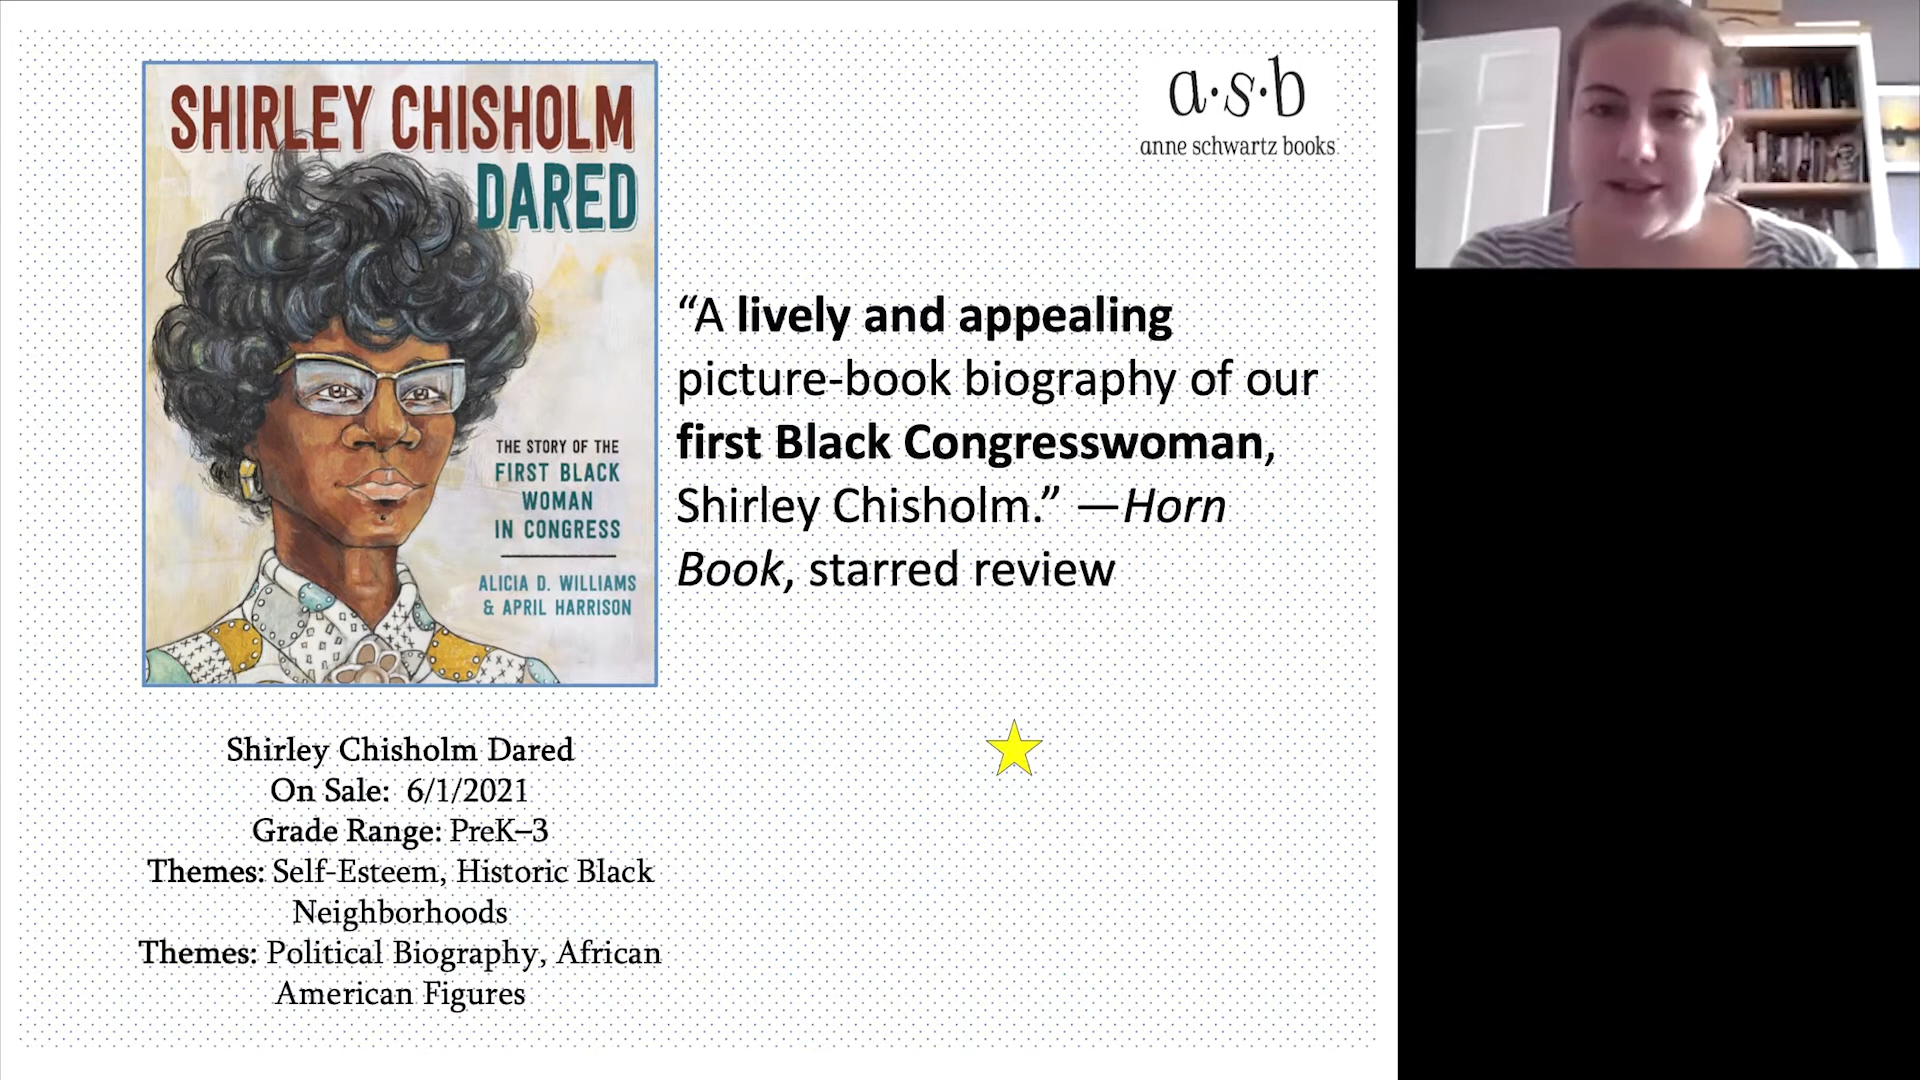 SHIRLEY CHISHOLM
DARED
THE STORY OF THE
FIRST BLACK
WOMAN
IN CONGRESS
ALICIA D. WILLIAMS
& APRIL HARRISON
a·s·b
anne schwartz books
“A lively and appealing
picture-book biography of our
first Black Congresswoman,
Shirley Chisholm.” —Horn
Book, starred review
Shirley Chisholm Dared
On Sale: 6/1/2021
Grade Range: PreK–3
Themes: Self-Esteem, Historic Black
Neighborhoods
Themes: Political Biography, African
American Figures